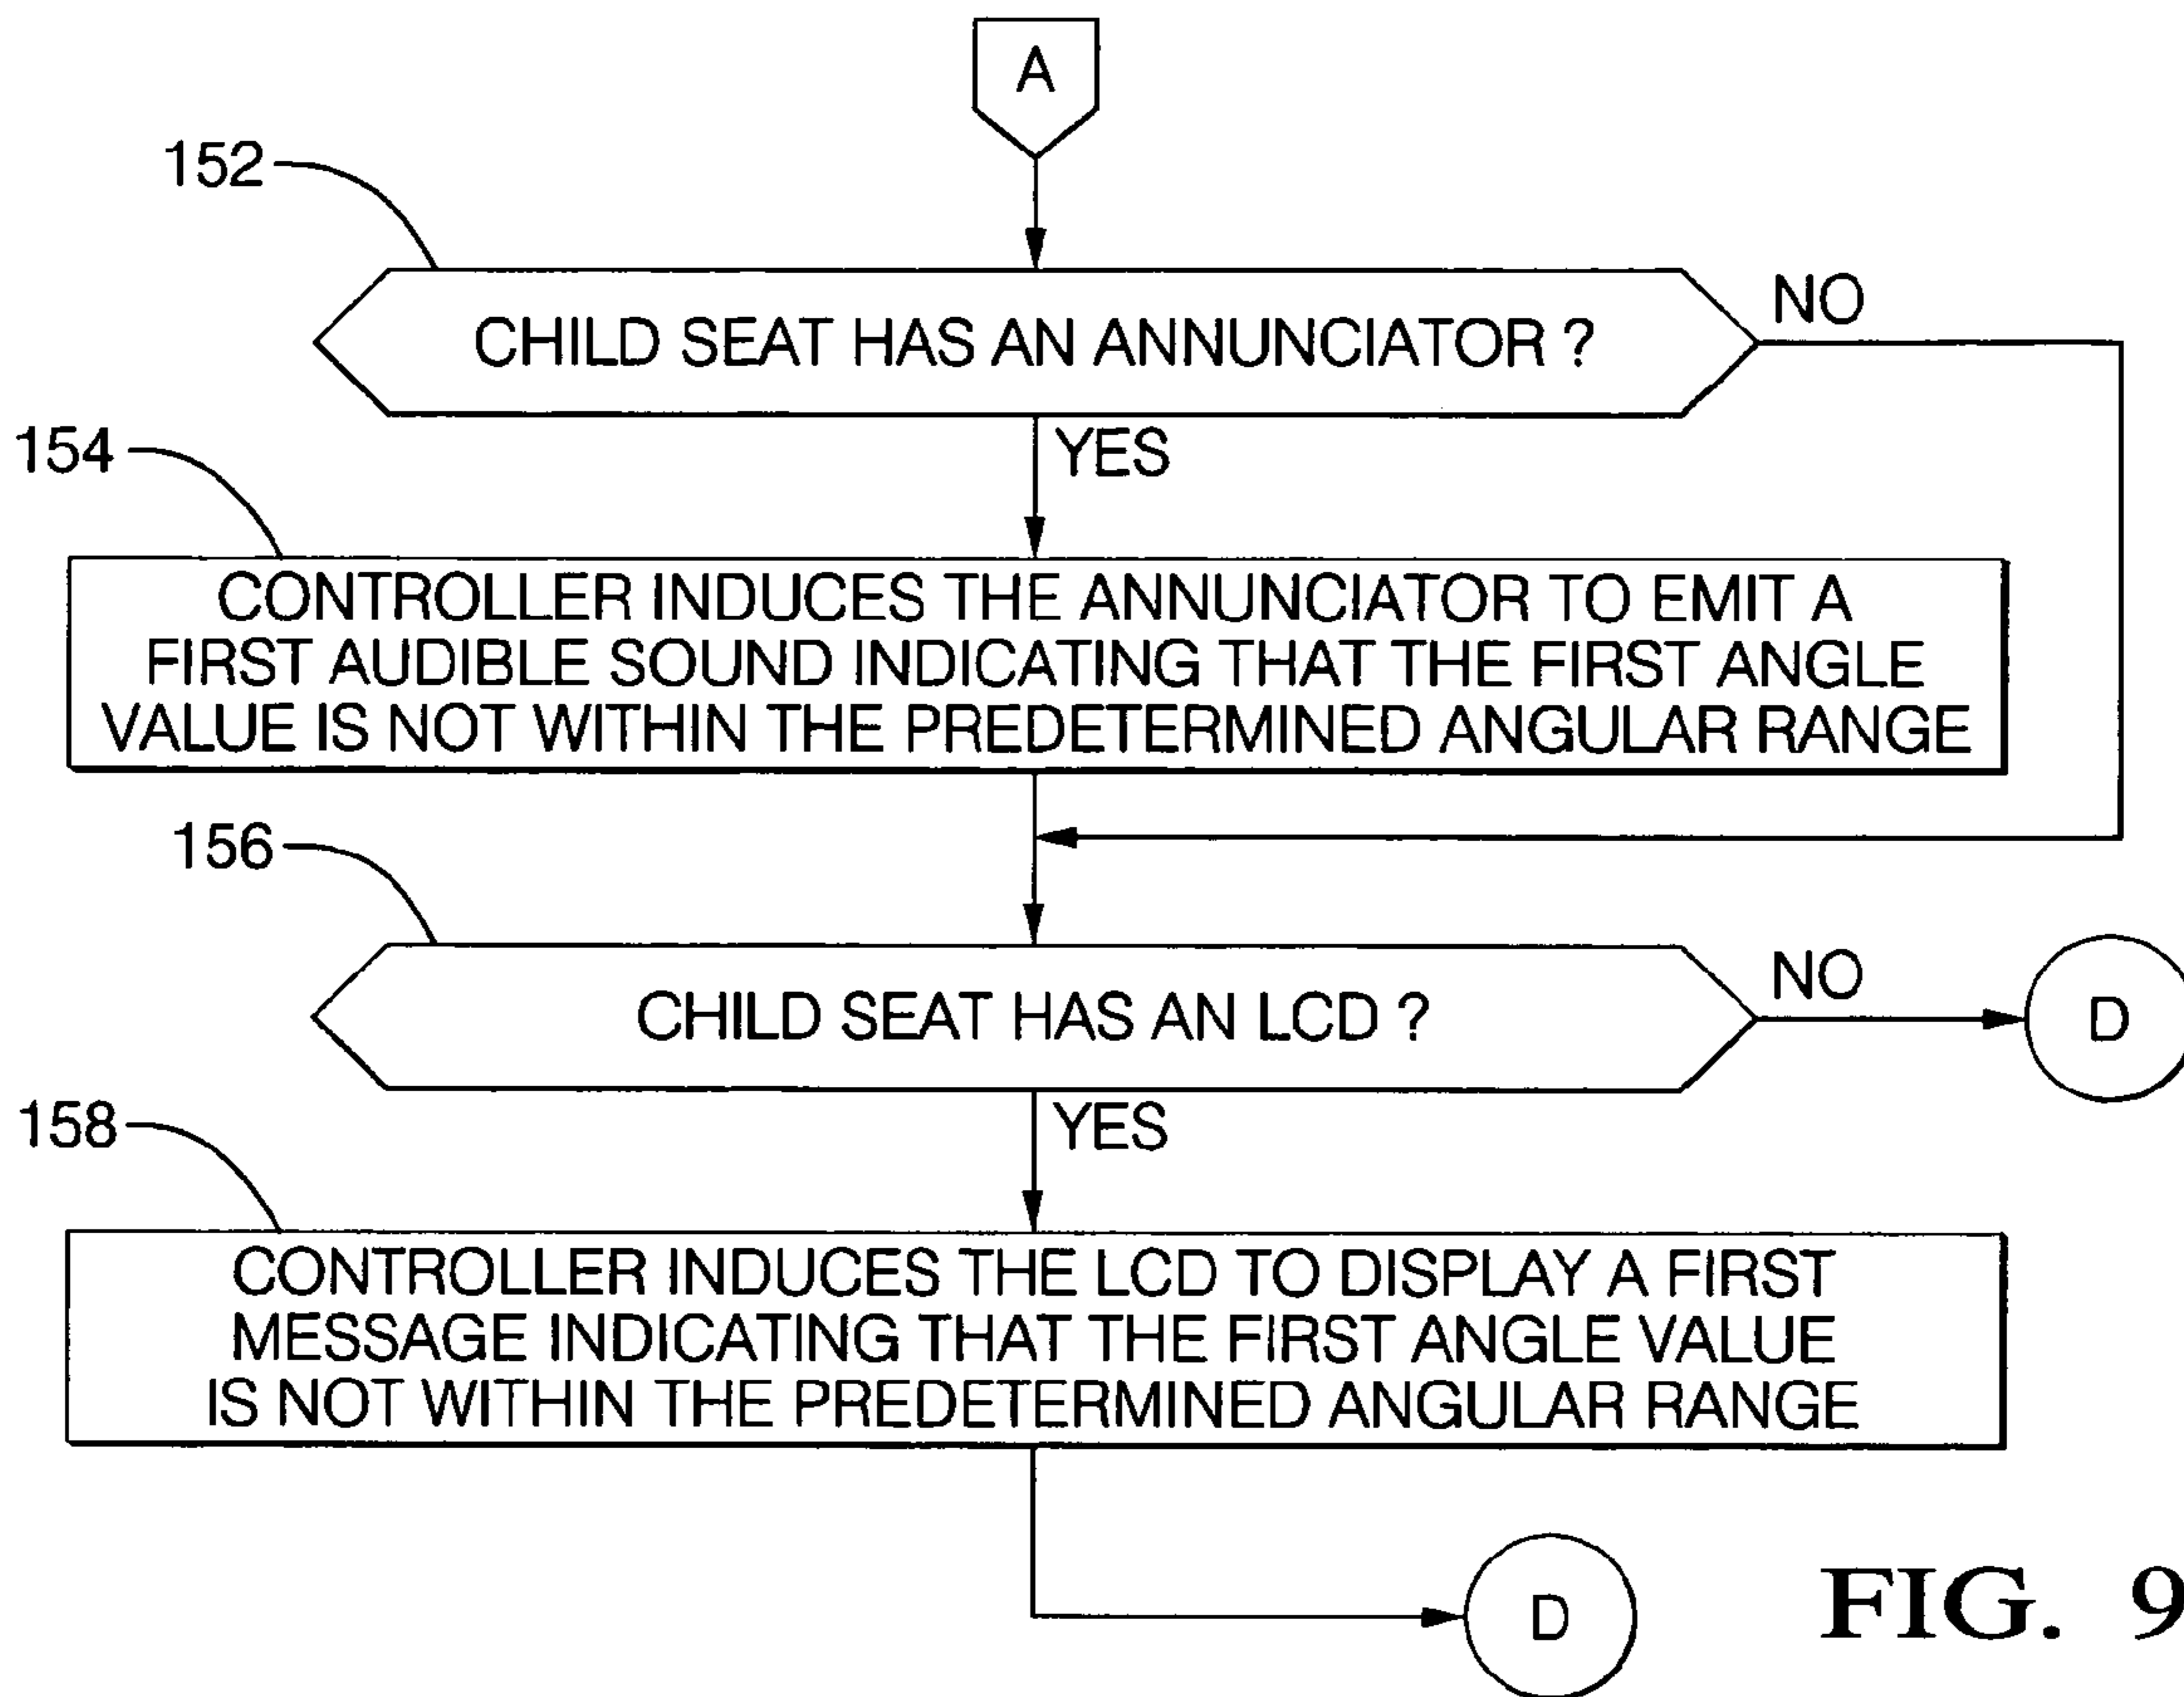 A
152
CHILD SEAT HAS AN ANNUNCIATOR ?
NO
YES
154
CONTROLLER INDUCES THE ANNUNCIATOR TO EMIT A
FIRST AUDIBLE SOUND INDICATING THAT THE FIRST ANGLE
VALUE IS NOT WITHIN THE PREDETERMINED ANGULAR RANGE
156
CHILD SEAT HAS AN LCD ?
NO
D
YES
158
CONTROLLER INDUCES THE LCD TO DISPLAY A FIRST
MESSAGE INDICATING THAT THE FIRST ANGLE VALUE
IS NOT WITHIN THE PREDETERMINED ANGULAR RANGE
D
FIG. 9